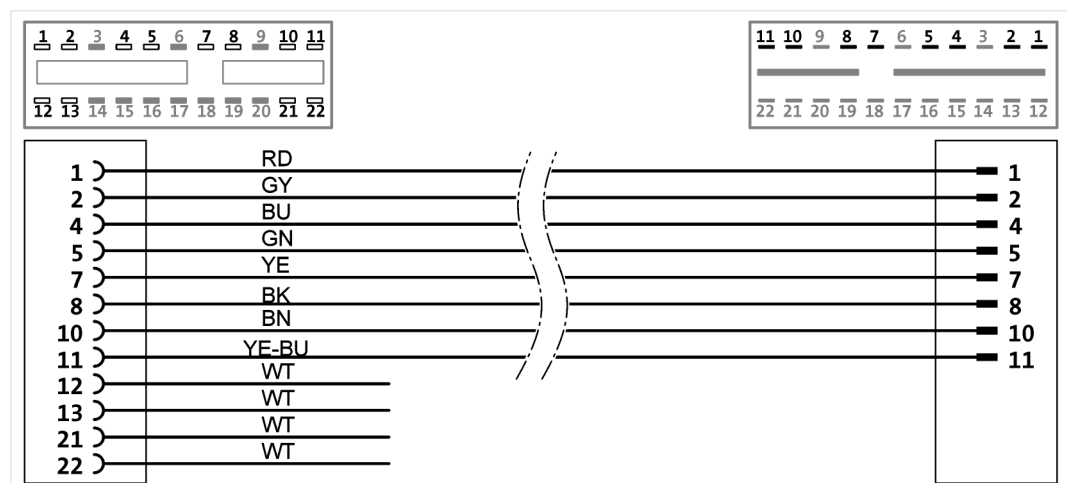 1 2 3 4 5 6 7 8 9 10 11
12 13 14 15 16 17 18 19 20 21 22
11 10 9 8 7 6 5 4 3 2 1
22 21 20 19 18 17 16 15 14 13 12
1 RD 1
2 GY 2
4 BU 4
5 GN 5
7 YE 7
8 BK 8
10 BN 10
11 YE-BU 11
12 WT
13 WT
21 WT
22 WT